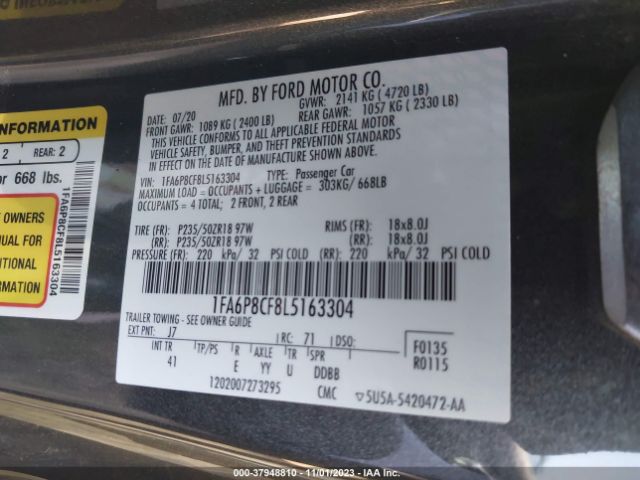 MFD. BY FORD MOTOR CO.
DATE: 07/20 GVWR: 2141 KG ( 4720 LB)
FRONT GAWR: 1089 KG ( 2400 LB) REAR GAWR: 1057 KG ( 2330 LB)
THIS VEHICLE CONFORMS TO ALL APPLICABLE FEDERAL MOTOR
VEHICLE SAFETY, BUMPER, AND THEFT PREVENTION STANDARDS
IN EFFECT ON THE DATE OF MANUFACTURE SHOWN ABOVE.
VIN: 1FA6P8CF8L5163304 TYPE: Passenger Car
MAXIMUM LOAD = OCCUPANTS + LUGGAGE = 303KG/ 668LB
OCCUPANTS = 4 TOTAL; 2 FRONT, 2 REAR
TIRE (FR): P235/50ZR18 97W RIMS (FR): 18x8.0J
(RR): P235/50ZR18 97W (RR): 18x8.0J
PRESSURE (FR): 220 kPa/ 32 PSI COLD (RR): 220 kPa/ 32 PSI COLD
1FA6P8CF8L5163304
TRAILER TOWING - SEE OWNER GUIDE
EXT PNT: J7 RC: 71 DSO:
INT TR TP/PS R AXLE TR SPR
41 E YY U DDBB
F0135
R0115
1202007273295 CMC 5U5A-5420472-AA
INFORMATION
2 REAR: 2
or 668 lbs.
OWNERS
MANUAL FOR
ADDITIONAL
INFORMATION
1FA6P8CF8L5163304
000-37948810 - 11/01/2023 - IAA Inc.